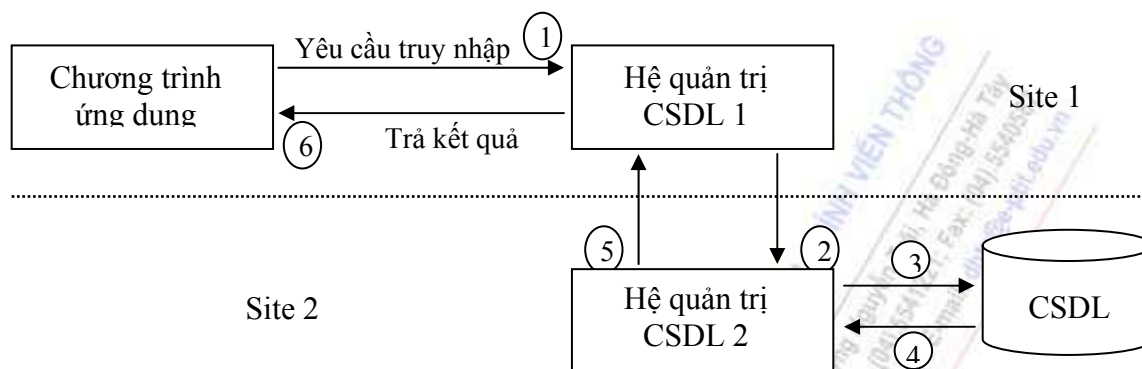 Yêu cầu truy nhập
1
Chương trình
ứng dung
Hệ quản trị
CSDL 1
Site 1
6
Trả kết quả
5
2
3
Site 2
Hệ quản trị
CSDL 2
CSDL
4